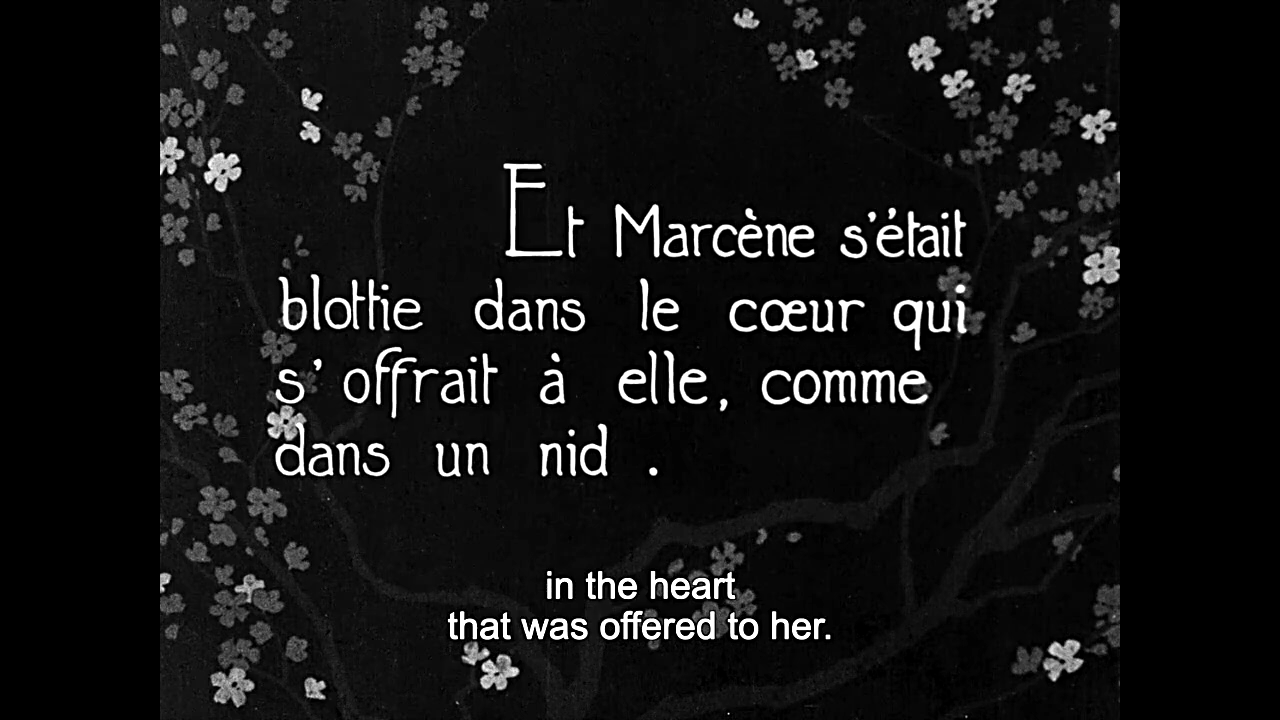 Et Marcène s'était
blottie dans le cœur qui
s'offrait à elle, comme
dans un nid .
in the heart
that was offered to her.